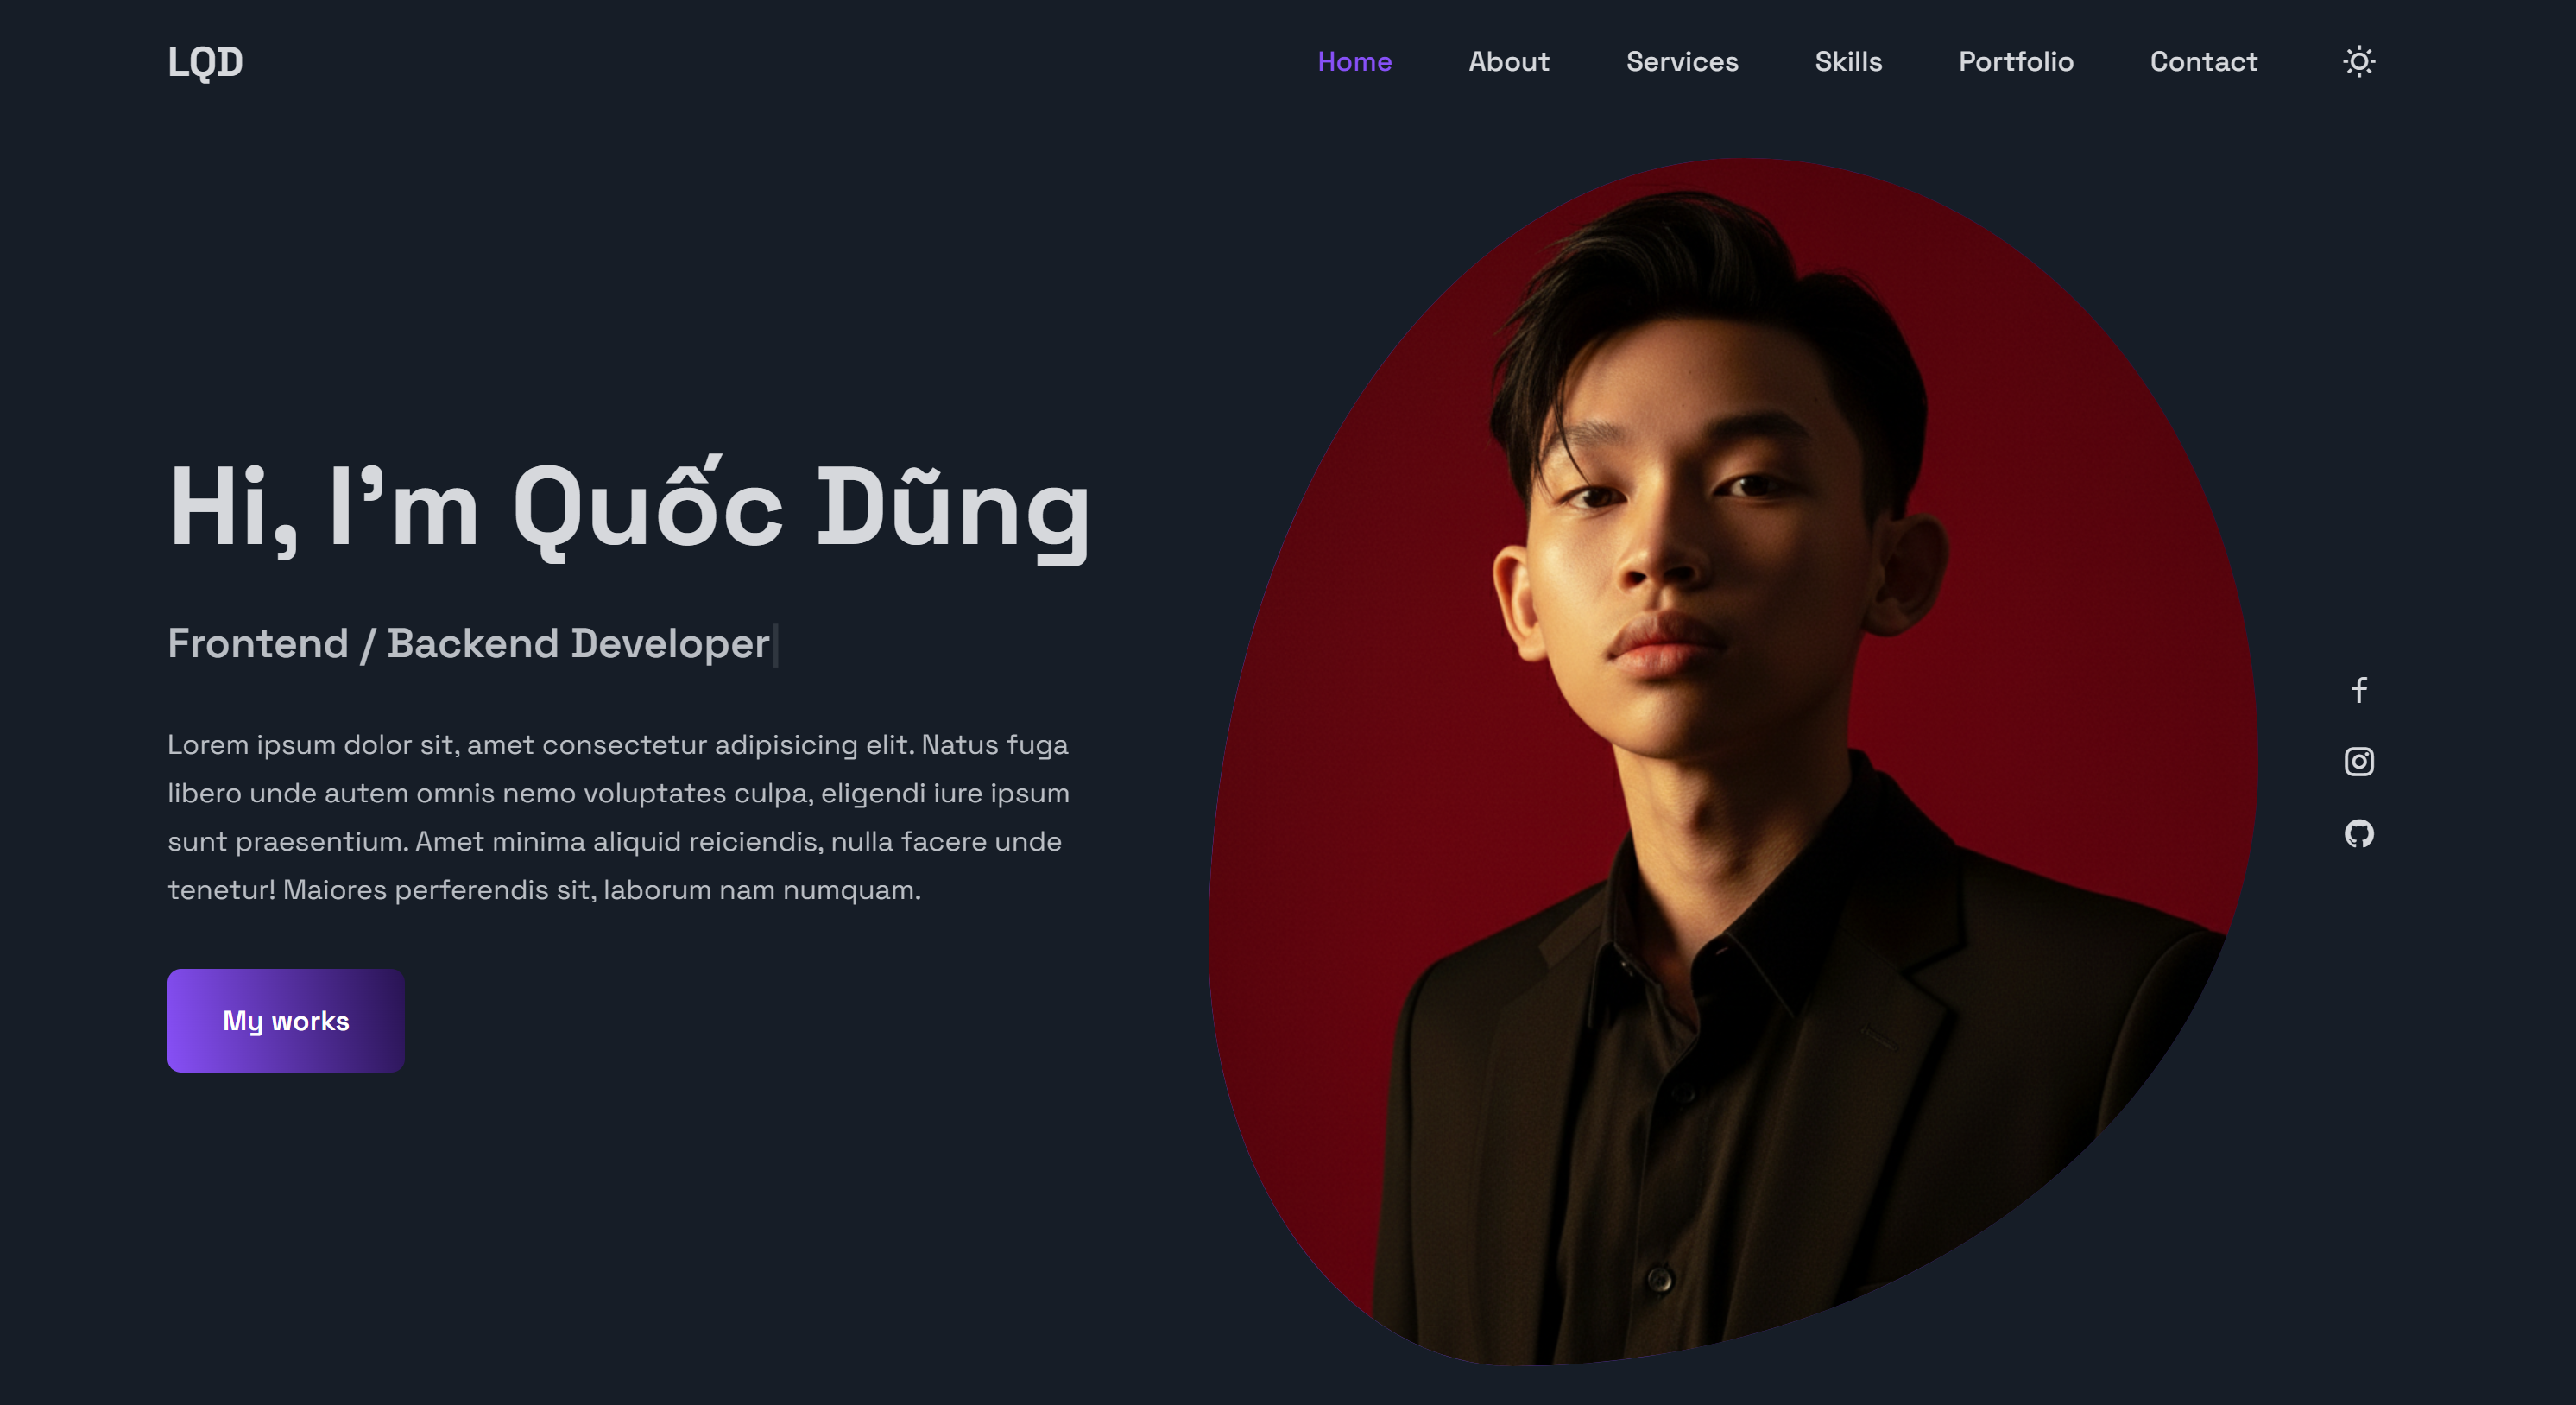 LQD
Home About Services Skills Portfolio Contact
Hi, I’m Quốc Dũng
Frontend / Backend Developer
Lorem ipsum dolor sit, amet consectetur adipisicing elit. Natus fuga
libero unde autem omnis nemo voluptates culpa, eligendi iure ipsum
sunt praesentium. Amet minima aliquid reiciendis, nulla facere unde
tenetur! Maiores perferendis sit, laborum nam numquam.
My works